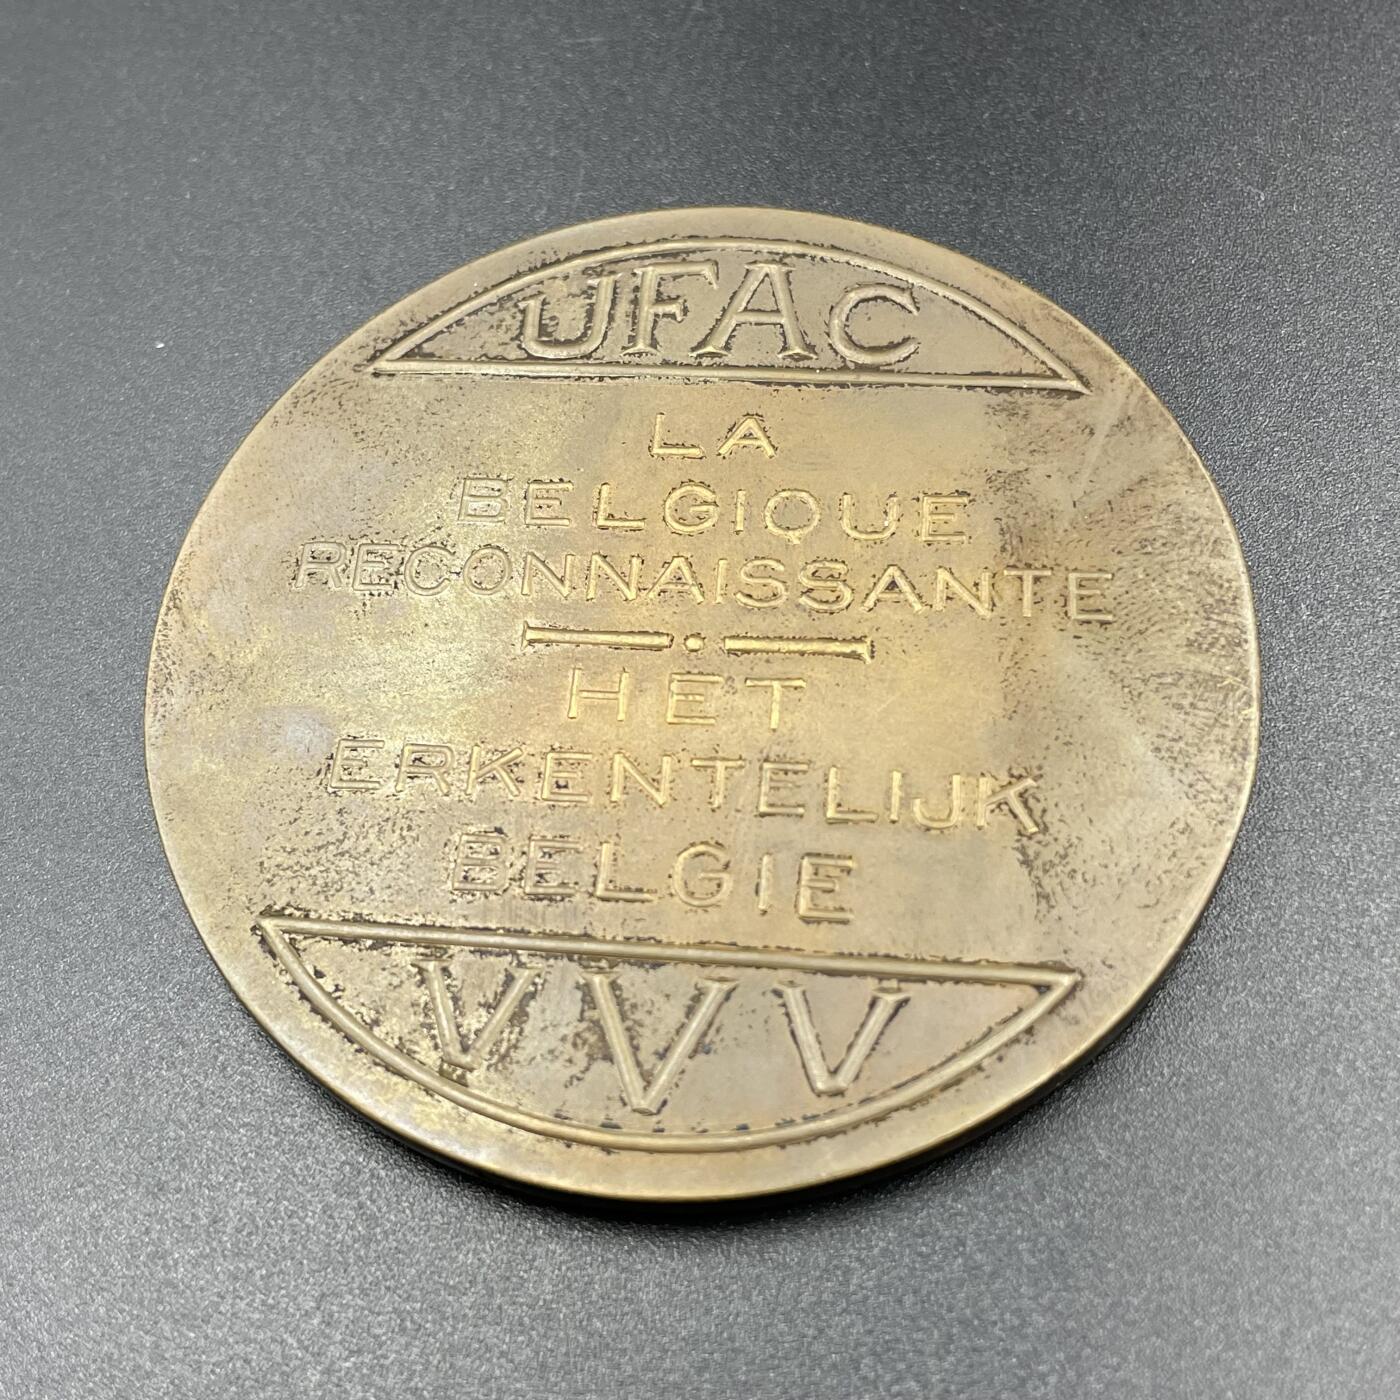 UFAC
LA
BELGIQUE
RECONNAISSANTE
HET
ERKENTELIJK
BELGIE
VVV